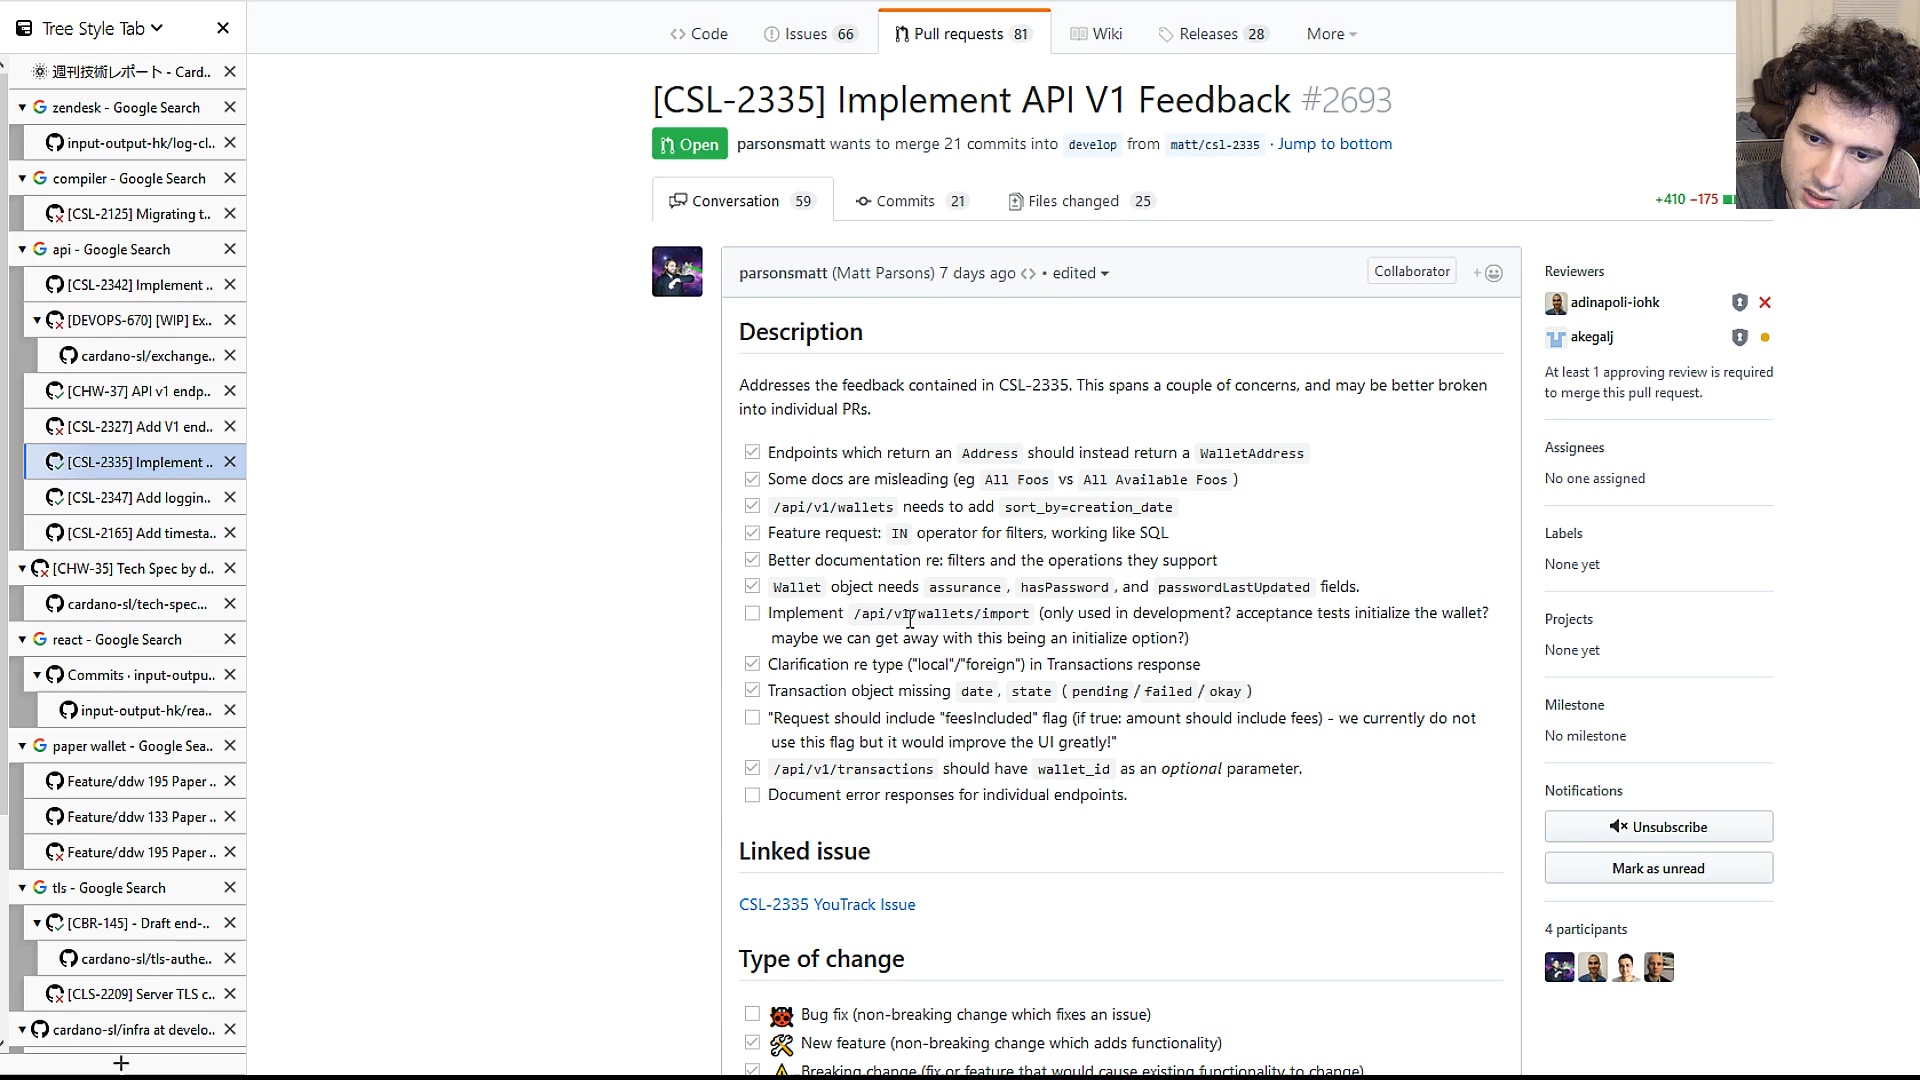 Tree Style Tab
週刊技術レポート - Card..
zendesk - Google Search
input-output-hk/log-cl..
compiler - Google Search
[CSL-2125] Migrating t..
api - Google Search
[CSL-2342] Implement ..
[DEVOPS-670] [WIP] Ex..
cardano-sl/exchange..
[CHW-37] API v1 endp..
[CSL-2327] Add V1 end..
[CSL-2335] Implement ..
[CSL-2347] Add loggin..
[CSL-2165] Add timesta..
[CHW-35] Tech Spec by d..
cardano-sl/tech-spec...
react - Google Search
Commits · input-outpu..
input-output-hk/rea..
paper wallet - Google Sea..
Feature/ddw 195 Paper ..
Feature/ddw 133 Paper ..
Feature/ddw 195 Paper ..
tls - Google Search
[CBR-145] - Draft end-..
cardano-sl/tls-authe..
[CLS-2209] Server TLS c..
cardano-sl/infra at develo..
Code Issues 66 Pull requests 81 Wiki Releases 28 More
[CSL-2335] Implement API V1 Feedback #2693
Open parsonsmatt wants to merge 21 commits into develop from matt/csl-2335 · Jump to bottom
Conversation 59 Commits 21 Files changed 25
+410 −175
parsonsmatt (Matt Parsons) 7 days ago • edited
Collaborator
Description
Addresses the feedback contained in CSL-2335. This spans a couple of concerns, and may be better broken
into individual PRs.
Endpoints which return an Address should instead return a WalletAddress
Some docs are misleading (eg All Foos vs All Available Foos )
/api/v1/wallets needs to add sort_by=creation_date
Feature request: IN operator for filters, working like SQL
Better documentation re: filters and the operations they support
Wallet object needs assurance , hasPassword , and passwordLastUpdated fields.
Implement /api/v1/wallets/import (only used in development? acceptance tests initialize the wallet?
maybe we can get away with this being an initialize option?)
Clarification re type ("local"/"foreign") in Transactions response
Transaction object missing date , state ( pending / failed / okay )
"Request should include "feesIncluded" flag (if true: amount should include fees) - we currently do not
use this flag but it would improve the UI greatly!"
/api/v1/transactions should have wallet_id as an optional parameter.
Document error responses for individual endpoints.
Linked issue
CSL-2335 YouTrack Issue
Type of change
Bug fix (non-breaking change which fixes an issue)
New feature (non-breaking change which adds functionality)
Breaking change (fix or feature that would cause existing functionality to change)
Reviewers
adinapoli-iohk
akegalj
At least 1 approving review is required
to merge this pull request.
Assignees
No one assigned
Labels
None yet
Projects
None yet
Milestone
No milestone
Notifications
Unsubscribe
Mark as unread
4 participants